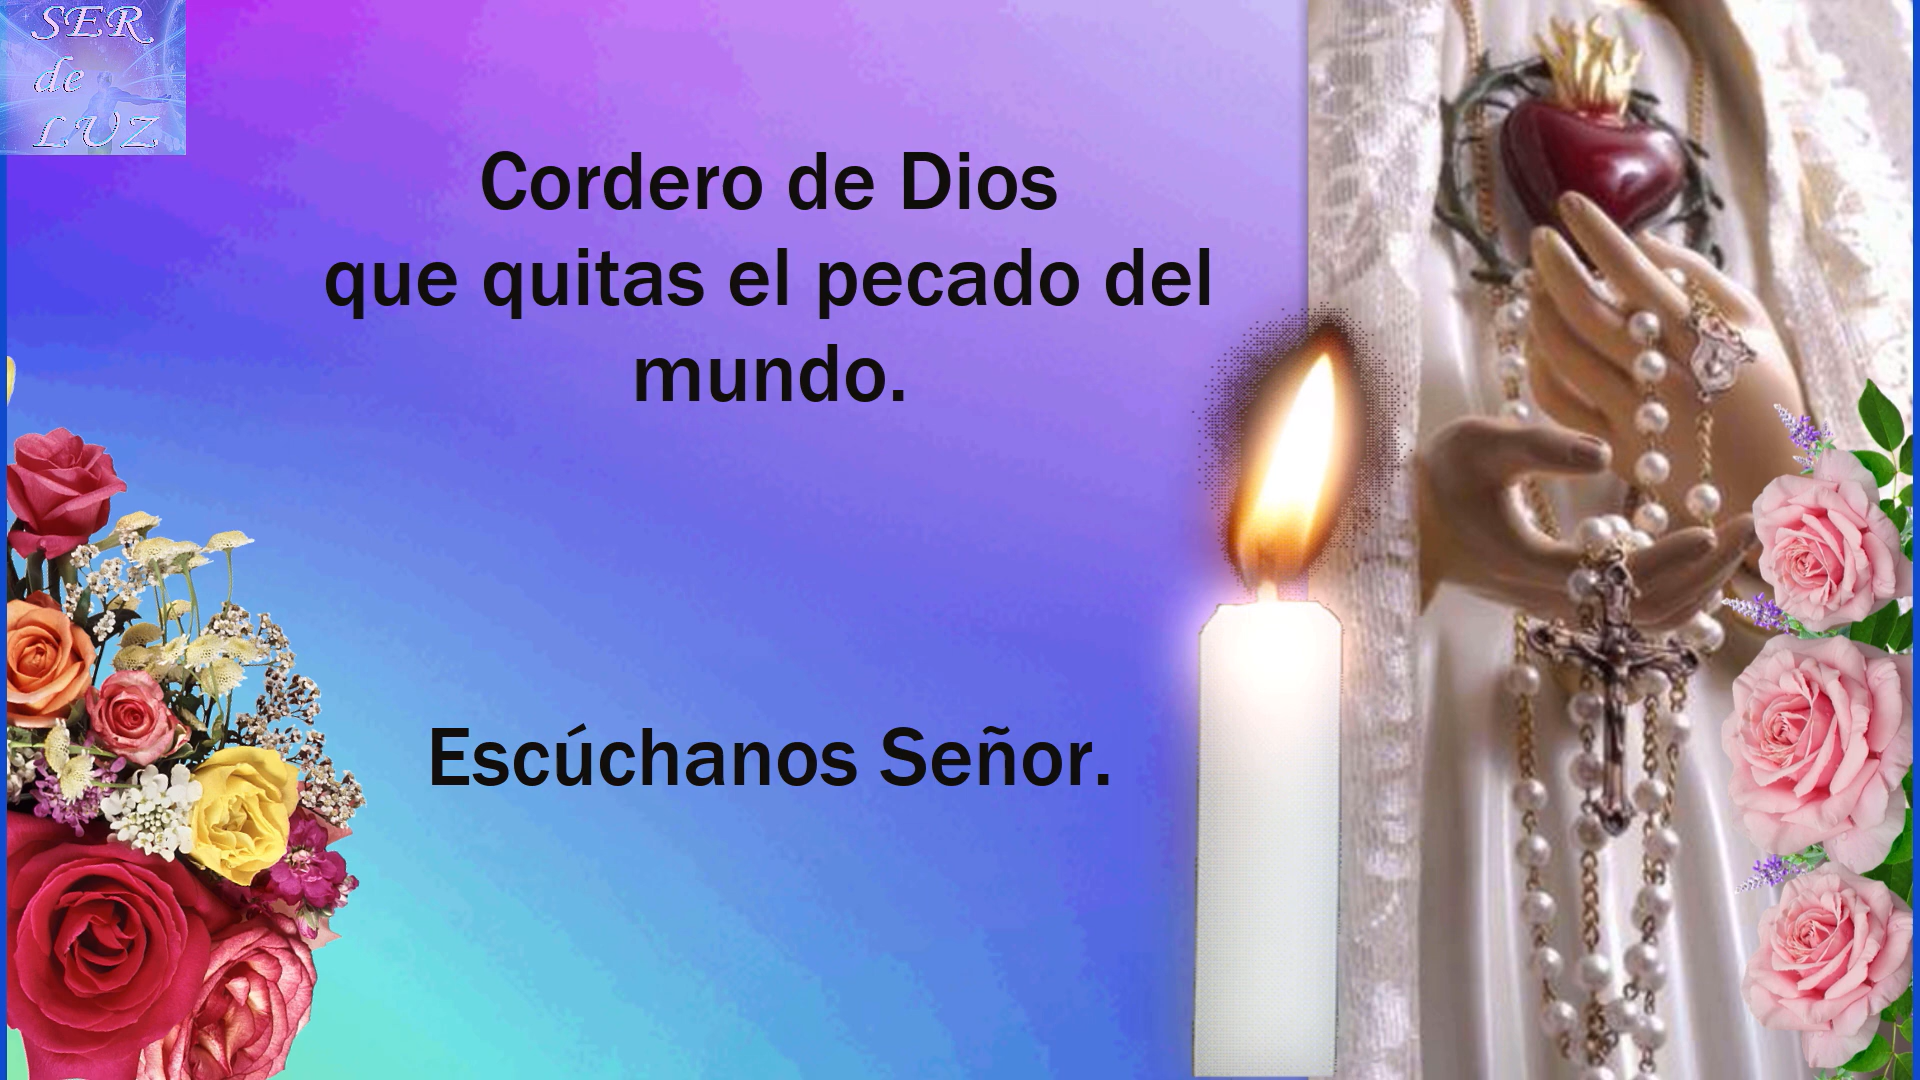 SER
de
LUZ
Cordero de Dios
que quitas el pecado del
mundo.
Escúchanos Señor.